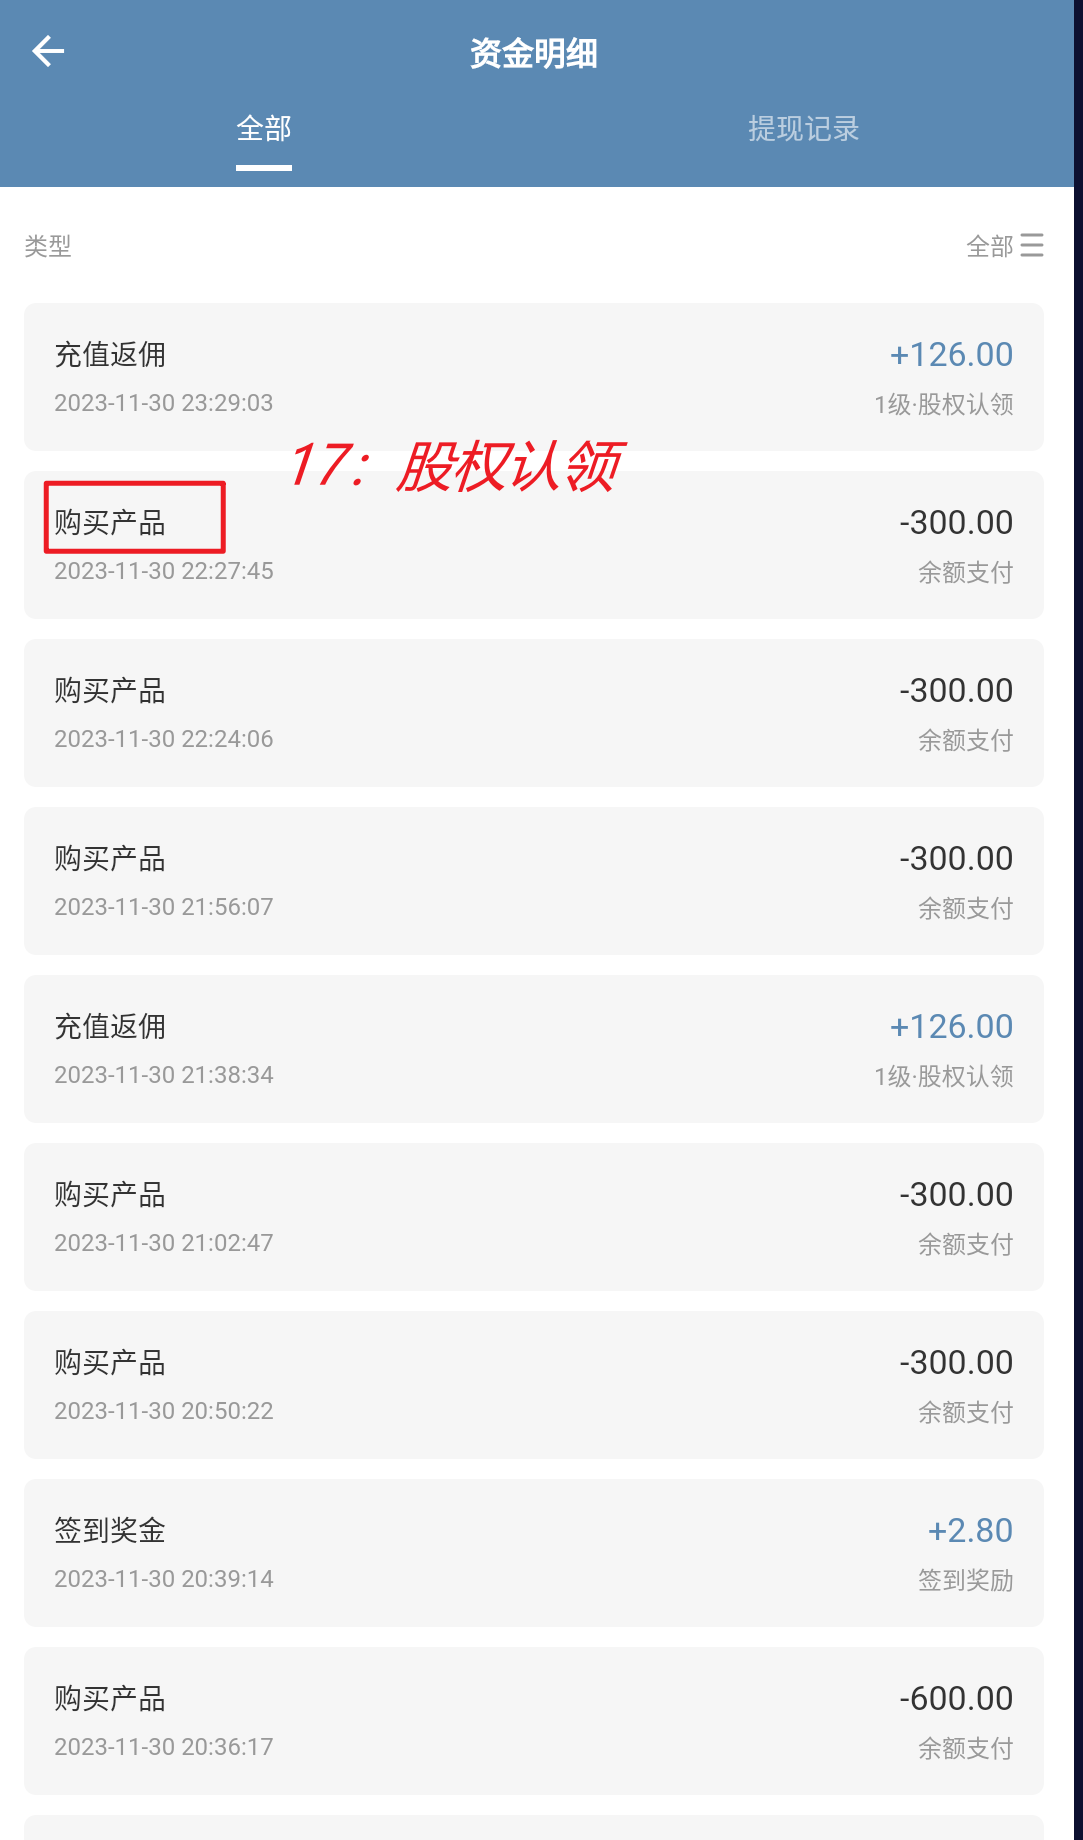 资金明细
全部 提现记录
类型 全部
充值返佣 +126.00
2023-11-30 23:29:03 1级·股权认领
17：股权认领
购买产品 -300.00
2023-11-30 22:27:45 余额支付
购买产品 -300.00
2023-11-30 22:24:06 余额支付
购买产品 -300.00
2023-11-30 21:56:07 余额支付
充值返佣 +126.00
2023-11-30 21:38:34 1级·股权认领
购买产品 -300.00
2023-11-30 21:02:47 余额支付
购买产品 -300.00
2023-11-30 20:50:22 余额支付
签到奖金 +2.80
2023-11-30 20:39:14 签到奖励
购买产品 -600.00
2023-11-30 20:36:17 余额支付